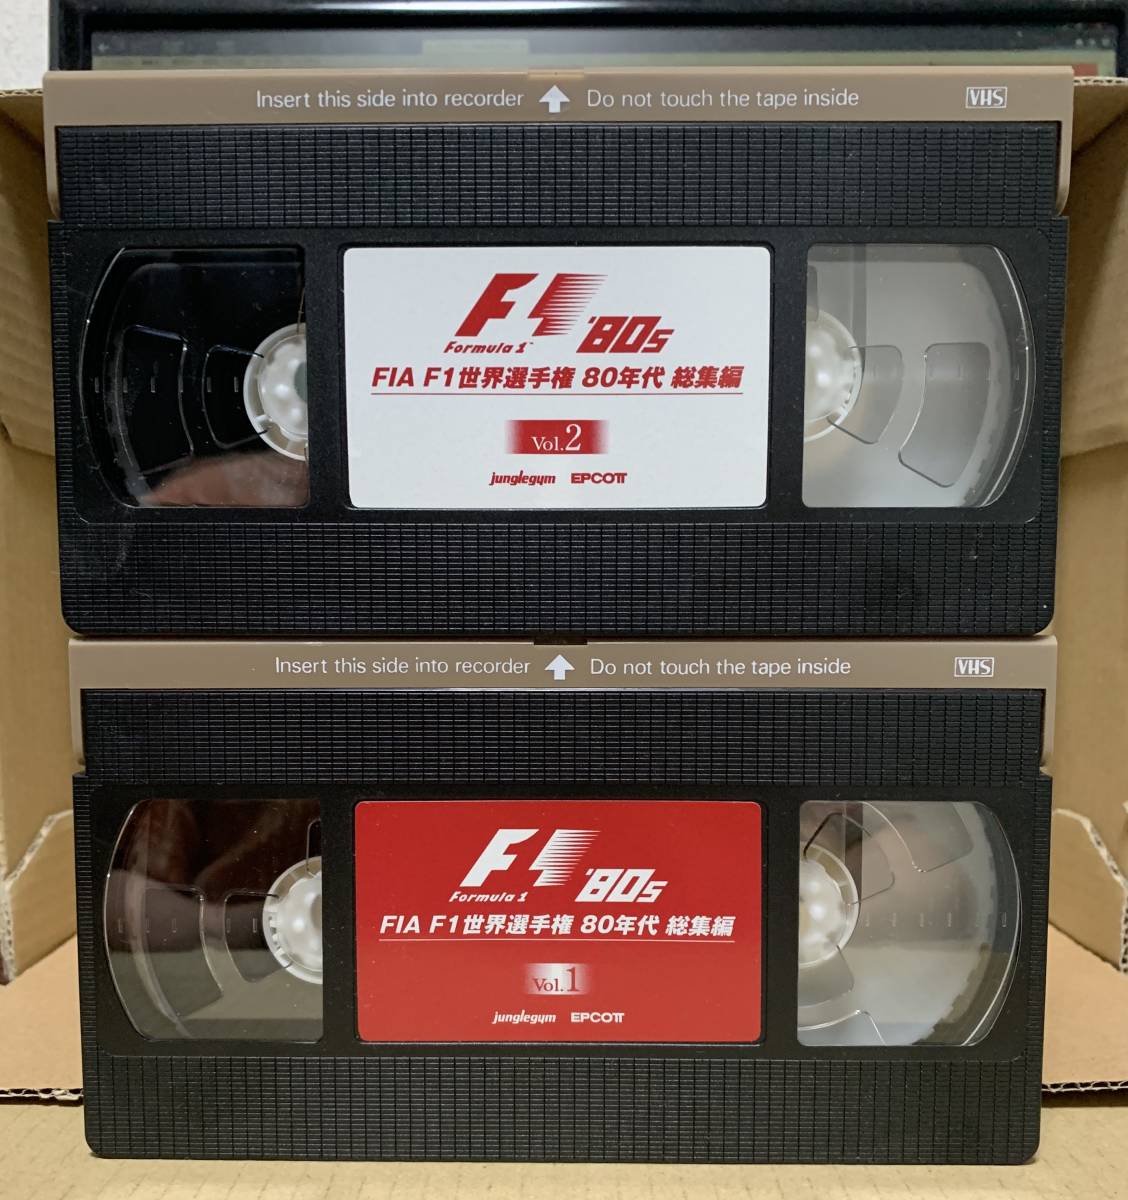 Insert this side into recorder Do not touch the tape inside VHS
F1 '80s
Formula 1™
FIA F1世界選手権 80年代 総集編
Vol.2
junglegym EPCOTT
Insert this side into recorder Do not touch the tape inside VHS
F1 '80s
Formula 1
FIA F1世界選手権 80年代 総集編
Vol.1
junglegym EPCOTT